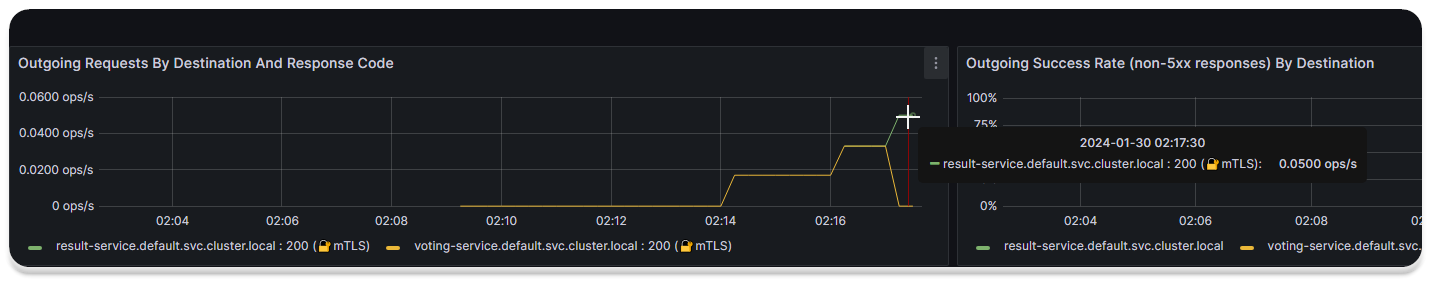 Outgoing Requests By Destination And Response Code
0.0600 ops/s
0.0400 ops/s
0.0200 ops/s
0 ops/s
02:04 02:06 02:08 02:10 02:12 02:14 02:16
result-service.default.svc.cluster.local : 200 (🔐 mTLS) voting-service.default.svc.cluster.local : 200 (🔐 mTLS)
Outgoing Success Rate (non-5xx responses) By Destination
100%
75%
2024-01-30 02:17:30
result-service.default.svc.cluster.local : 200 (🔐 mTLS): 0.0500 ops/s
0%
02:04 02:06 02:08
result-service.default.svc.cluster.local voting-service.default.svc.